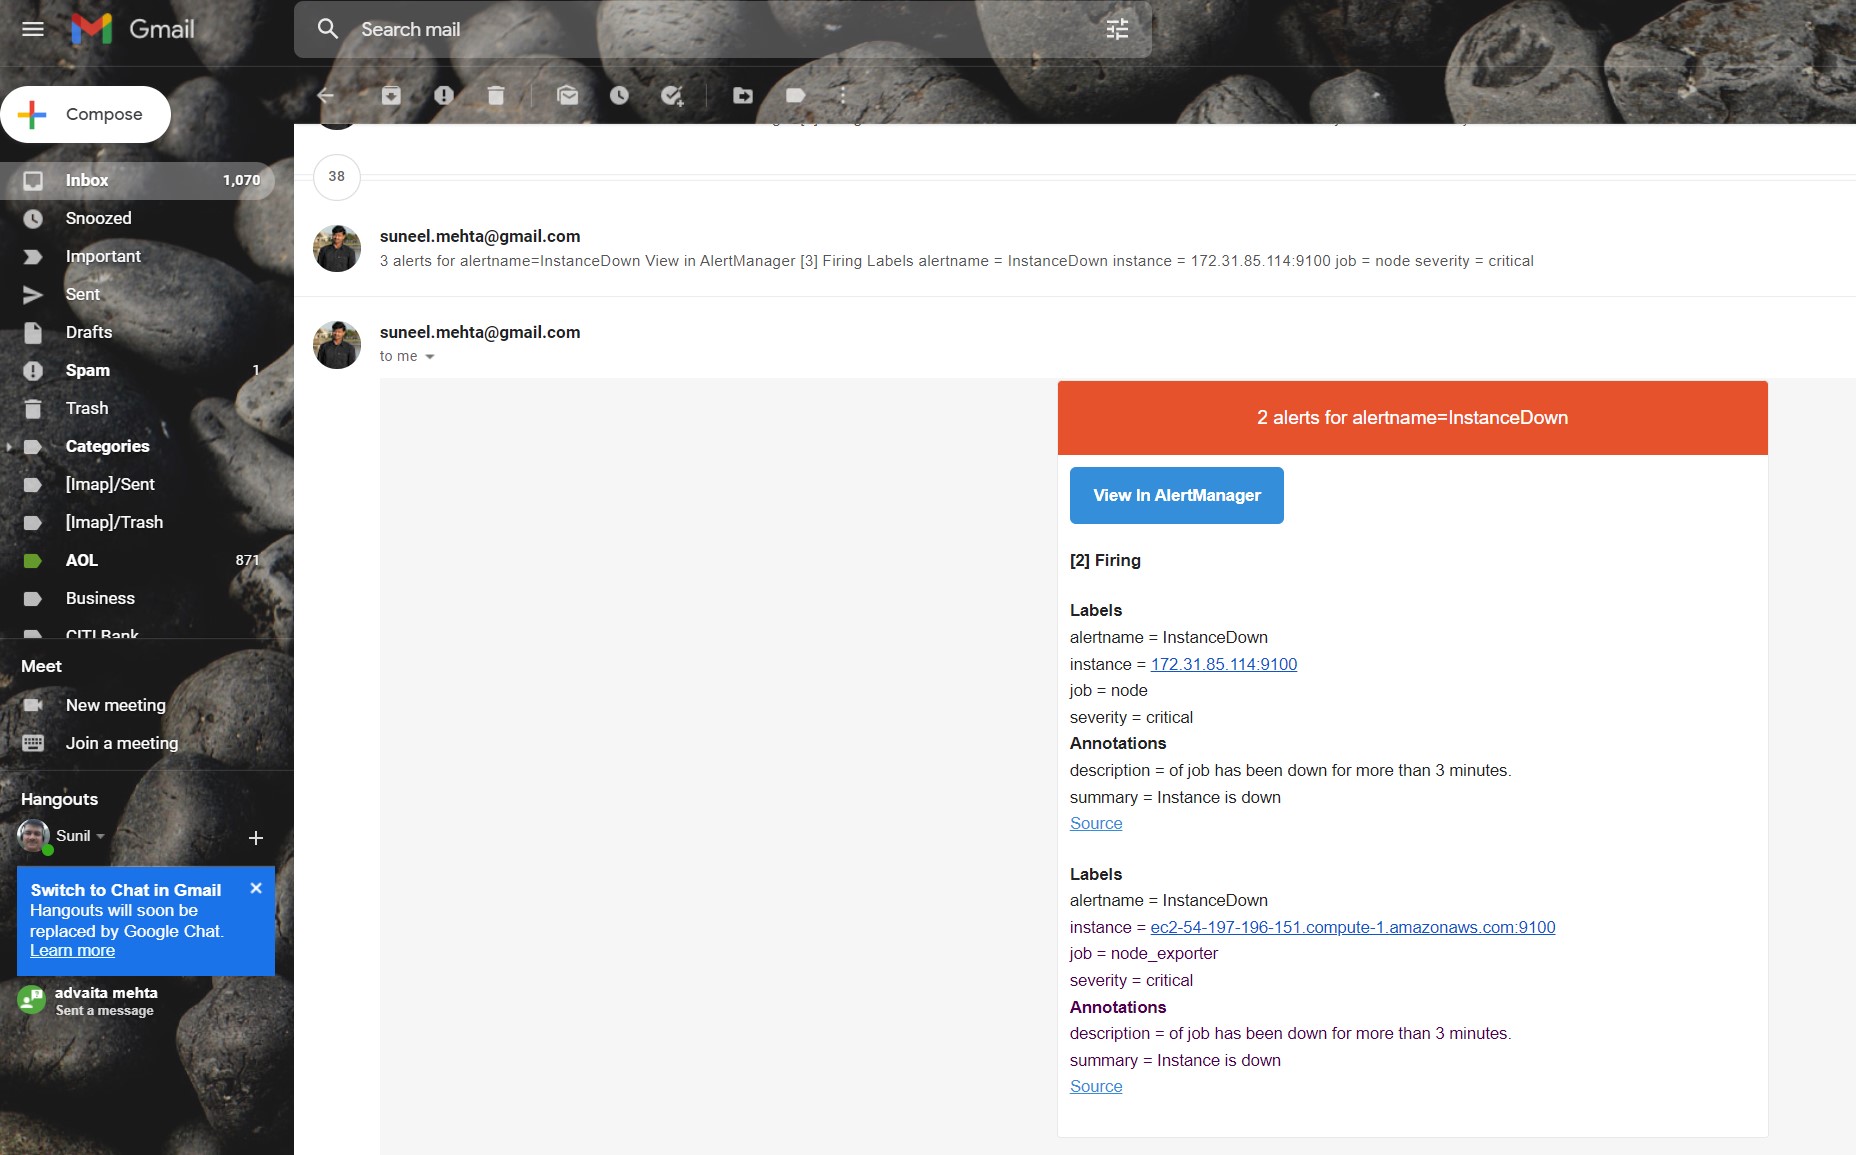 Gmail
Search mail
Compose
Inbox 1,070
Snoozed
Important
Sent
Drafts
Spam 1
Trash
Categories
[Imap]/Sent
[Imap]/Trash
AOL 871
Business
CITI Bank
Meet
New meeting
Join a meeting
Hangouts
Sunil
Switch to Chat in Gmail
Hangouts will soon be
replaced by Google Chat.
Learn more
advaita mehta
Sent a message
38
suneel.mehta@gmail.com
3 alerts for alertname=InstanceDown View in AlertManager [3] Firing Labels alertname = InstanceDown instance = 172.31.85.114:9100 job = node severity = critical
suneel.mehta@gmail.com
to me
2 alerts for alertname=InstanceDown
View In AlertManager
[2] Firing
Labels
alertname = InstanceDown
instance = 172.31.85.114:9100
job = node
severity = critical
Annotations
description = of job has been down for more than 3 minutes.
summary = Instance is down
Source
Labels
alertname = InstanceDown
instance = ec2-54-197-196-151.compute-1.amazonaws.com:9100
job = node_exporter
severity = critical
Annotations
description = of job has been down for more than 3 minutes.
summary = Instance is down
Source